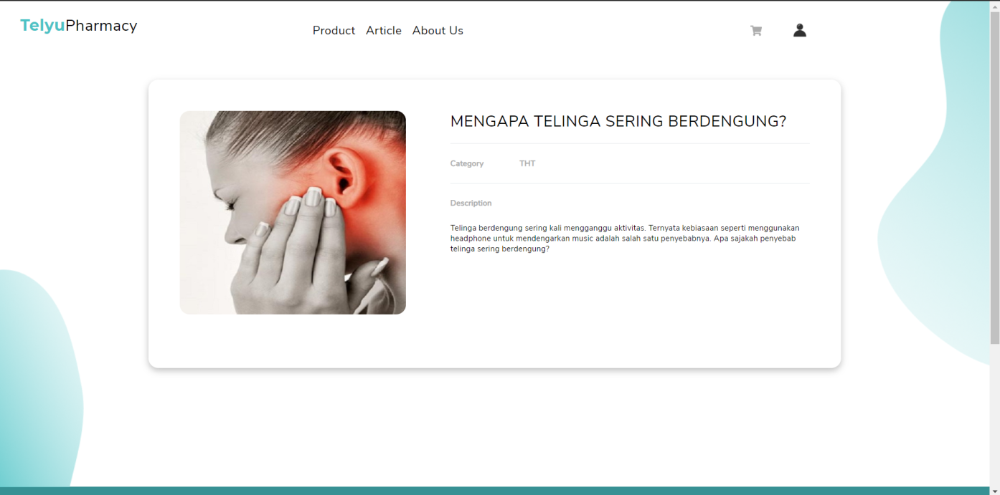 TelyuPharmacy
Product Article About Us
MENGAPA TELINGA SERING BERDENGUNG?
Category THT
Description
Telinga berdengung sering kali mengganggu aktivitas. Ternyata kebiasaan seperti menggunakan
headphone untuk mendengarkan music adalah salah satu penyebabnya. Apa sajakah penyebab
telinga sering berdengung?